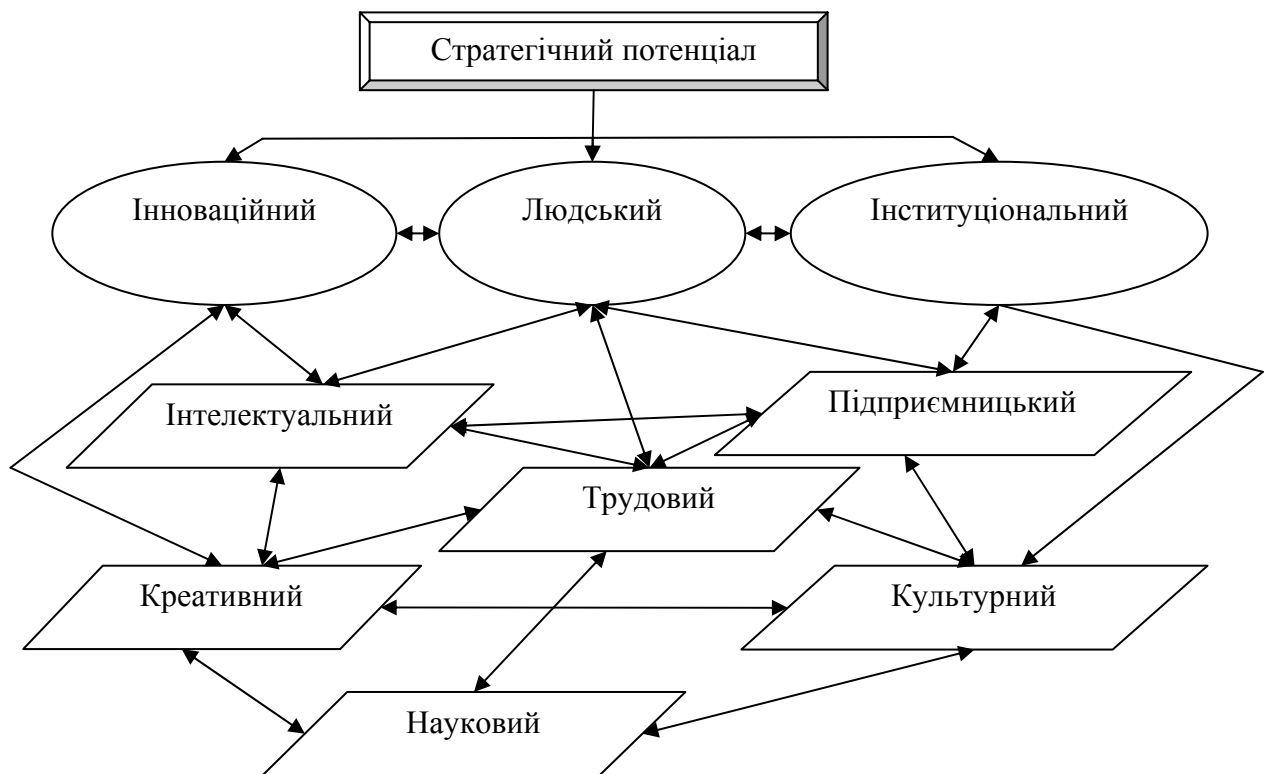 Стратегічний потенціал
Інноваційний
Людський
Інституціональний
Інтелектуальний
Підприємницький
Трудовий
Креативний
Культурний
Науковий